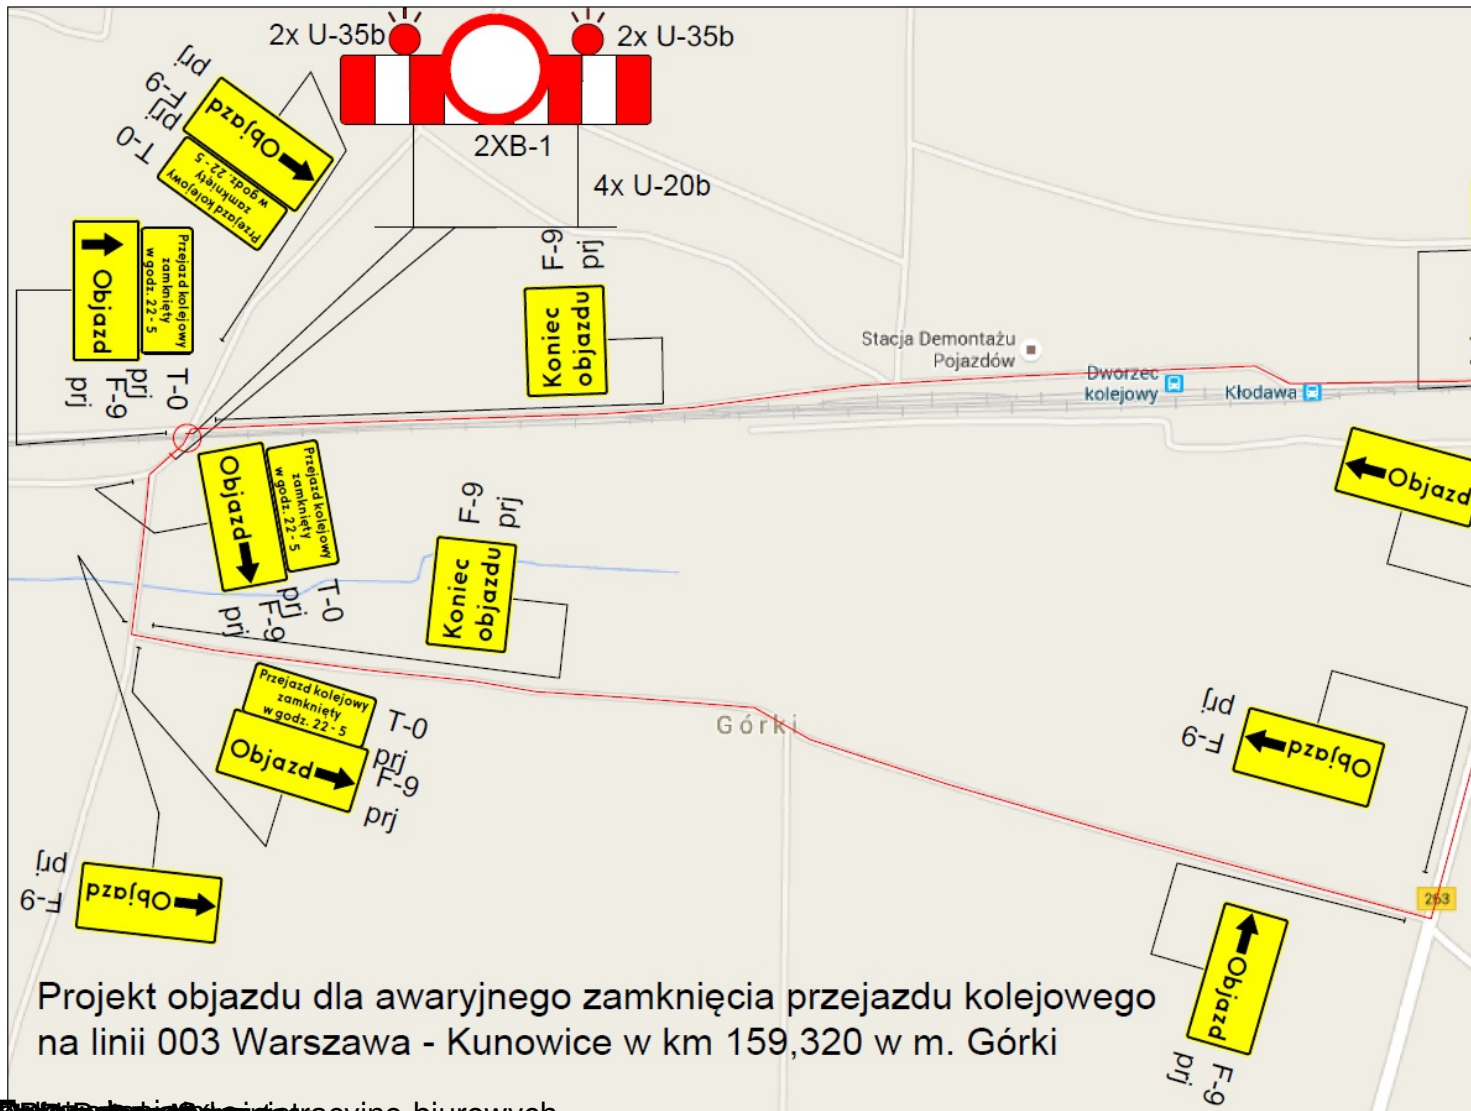 2x U-35b
2x U-35b
2XB-1
4x U-20b
prj
F-9
Objazd
prj
T-0
Przejazd kolejowy
zamknięty
w godz. 22 - 5
Objazd
Przejazd kolejowy
zamknięty
w godz. 22 - 5
T-0
prj
F-9
prj
F-9
prj
Koniec
objazdu
Stacja Demontażu
Pojazdów
Dworzec
kolejowy
Kłodawa
Objazd
Objazd
Przejazd kolejowy
zamknięty
w godz. 22 - 5
T-0
prj
F-9
prj
F-9
prj
Koniec
objazdu
Przejazd kolejowy
zamknięty
w godz. 22 - 5
Objazd
T-0
prj
F-9
prj
Górki
prj
F-9
Objazd
prj
F-9
Objazd
263
Objazd
F-9
prj
Projekt objazdu dla awaryjnego zamknięcia przejazdu kolejowego
na linii 003 Warszawa - Kunowice w km 159,320 w m. Górki
biurowych